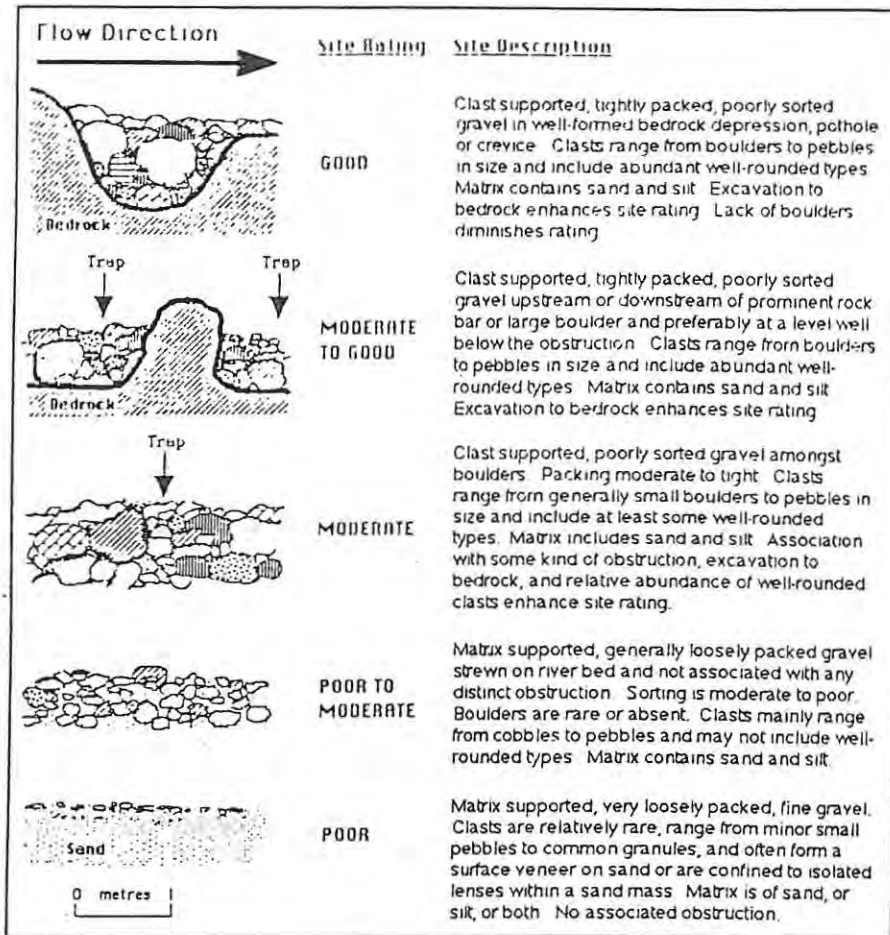 Flow Direction
Site Rating Site Description
Clast supported, tightly packed, poorly sorted
gravel in well-formed bedrock depression, pothole
or crevice Clasts range from boulders to pebbles
in size and include abundant well-rounded types
Matrix contains sand and silt Excavation to
bedrock enhances site rating Lack of boulders
diminishes rating
GOOD
Bedrock
Trap Trap
Clast supported, tightly packed, poorly sorted
gravel upstream or downstream of prominent rock
bar or large boulder and preferably at a level well
below the obstruction Clasts range from boulders
to pebbles in size and include abundant well-
rounded types Matrix contains sand and silt
Excavation to bedrock enhances site rating
MODERATE
TO GOOD
Bedrock
Trap
Clast supported, poorly sorted gravel amongst
boulders Packing moderate to tight Clasts
range from generally small boulders to pebbles in
size and include at least some well-rounded
types. Matrix includes sand and silt Association
with some kind of obstruction, excavation to
bedrock, and relative abundance of well-rounded
clasts enhance site rating.
MODERATE
Matrix supported, generally loosely packed gravel
strewn on river bed and not associated with any
distinct obstruction Sorting is moderate to poor.
Boulders are rare or absent. Clasts mainly range
from cobbles to pebbles and may not include well-
rounded types Matrix contains sand and silt
POOR TO
MODERATE
Matrix supported, very loosely packed, fine gravel.
Clasts are relatively rare, range from minor small
pebbles to common granules, and often form a
surface veneer on sand or are confined to isolated
lenses within a sand mass Matrix is of sand, or
silt, or both No associated obstruction.
POOR
Sand
0 metres 1